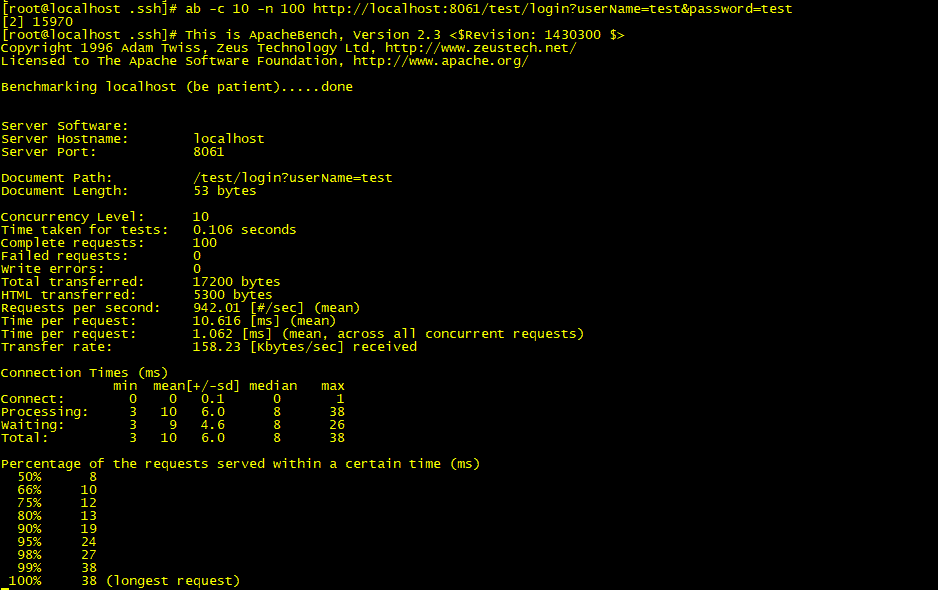 [root@localhost .ssh]# ab -c 10 -n 100 http://localhost:8061/test/login?userName=test&password=test
[2] 15970
[root@localhost .ssh]# This is ApacheBench, Version 2.3 <$Revision: 1430300 $>
Copyright 1996 Adam Twiss, Zeus Technology Ltd, http://www.zeustech.net/
Licensed to The Apache Software Foundation, http://www.apache.org/

Benchmarking localhost (be patient).....done


Server Software:
Server Hostname:        localhost
Server Port:            8061

Document Path:          /test/login?userName=test
Document Length:        53 bytes

Concurrency Level:      10
Time taken for tests:   0.106 seconds
Complete requests:      100
Failed requests:        0
Write errors:           0
Total transferred:      17200 bytes
HTML transferred:       5300 bytes
Requests per second:    942.01 [#/sec] (mean)
Time per request:       10.616 [ms] (mean)
Time per request:       1.062 [ms] (mean, across all concurrent requests)
Transfer rate:          158.23 [Kbytes/sec] received

Connection Times (ms)
              min  mean[+/-sd] median   max
Connect:        0    0   0.1      0       1
Processing:     3   10   6.0      8      38
Waiting:        3    9   4.6      8      26
Total:          3   10   6.0      8      38

Percentage of the requests served within a certain time (ms)
  50%      8
  66%     10
  75%     12
  80%     13
  90%     19
  95%     24
  98%     27
  99%     38
 100%     38 (longest request)